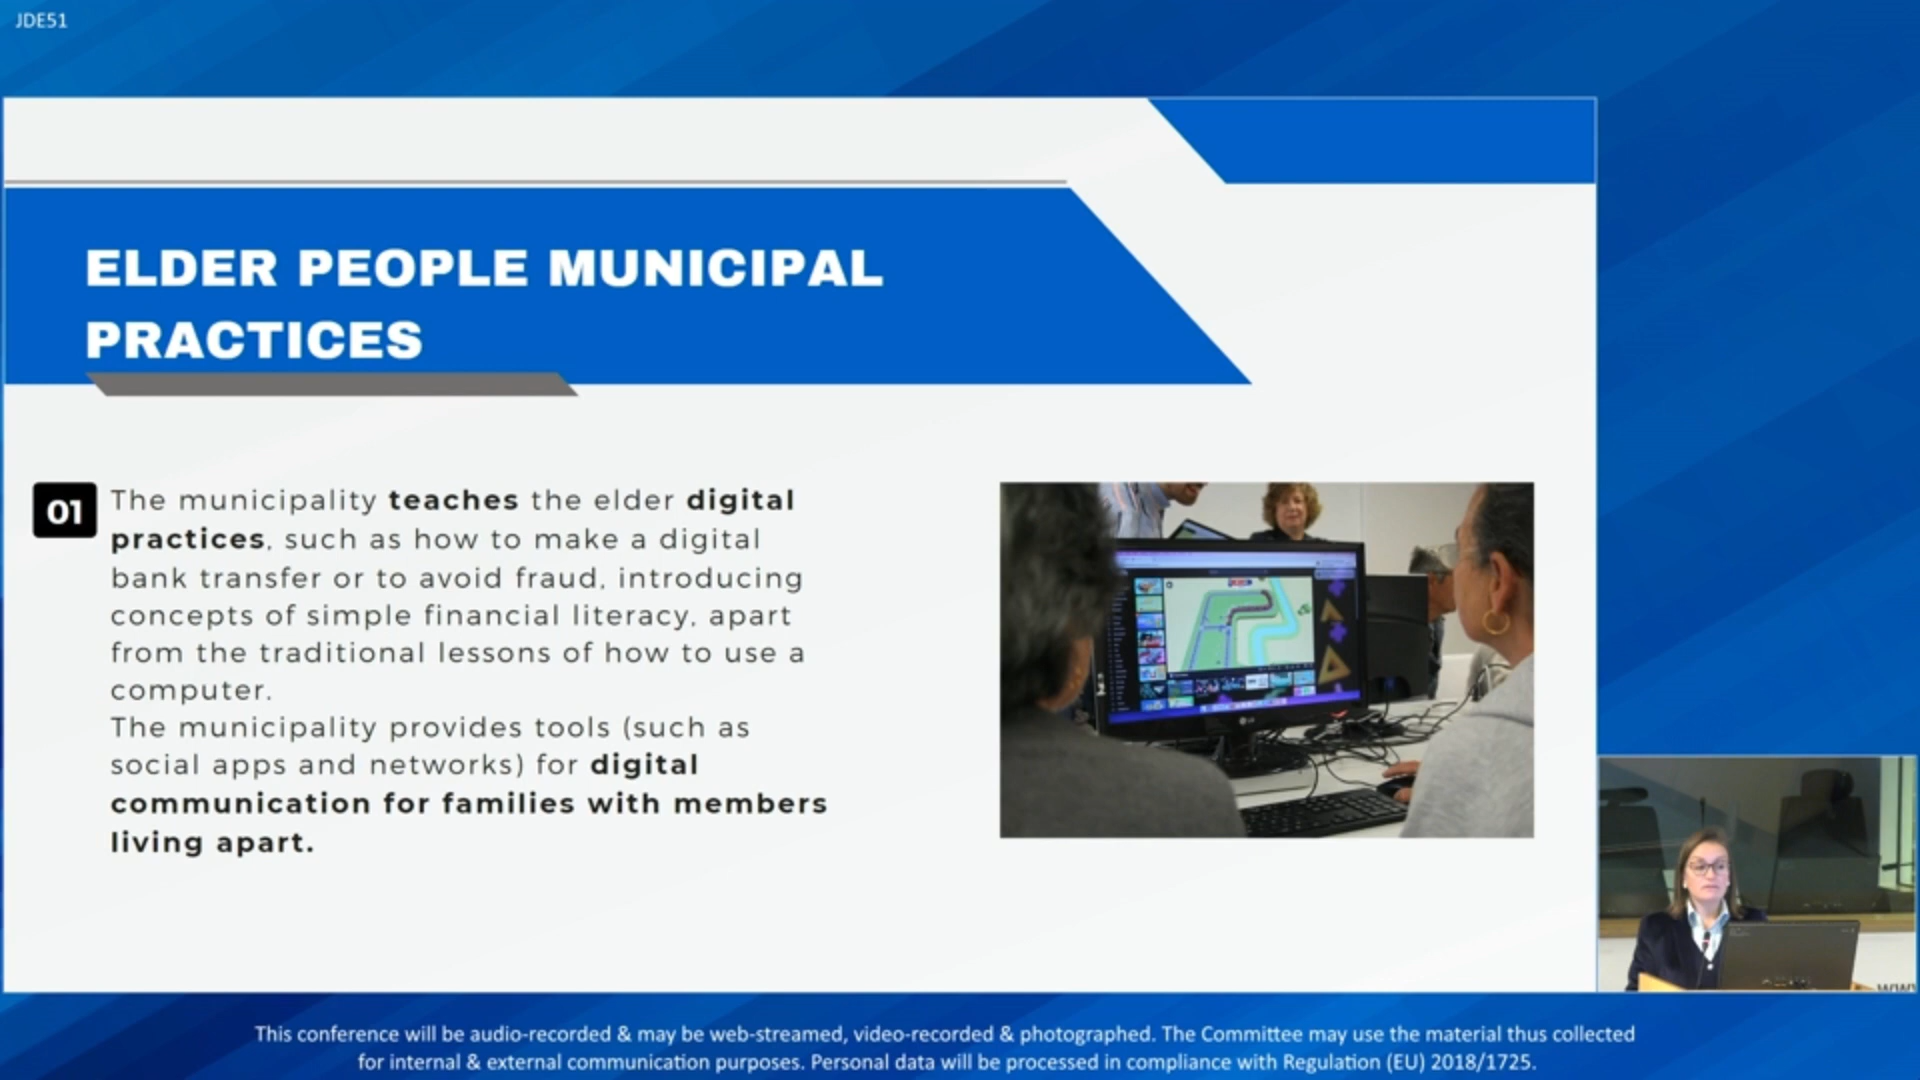 JDE51
ELDER PEOPLE MUNICIPAL
PRACTICES
01
The municipality teaches the elder digital
practices, such as how to make a digital
bank transfer or to avoid fraud, introducing
concepts of simple financial literacy, apart
from the traditional lessons of how to use a
computer.
The municipality provides tools (such as
social apps and networks) for digital
communication for families with members
living apart.
LG
www
This conference will be audio-recorded & may be web-streamed, video-recorded & photographed. The Committee may use the material thus collected
for internal & external communication purposes. Personal data will be processed in compliance with Regulation (EU) 2018/1725.